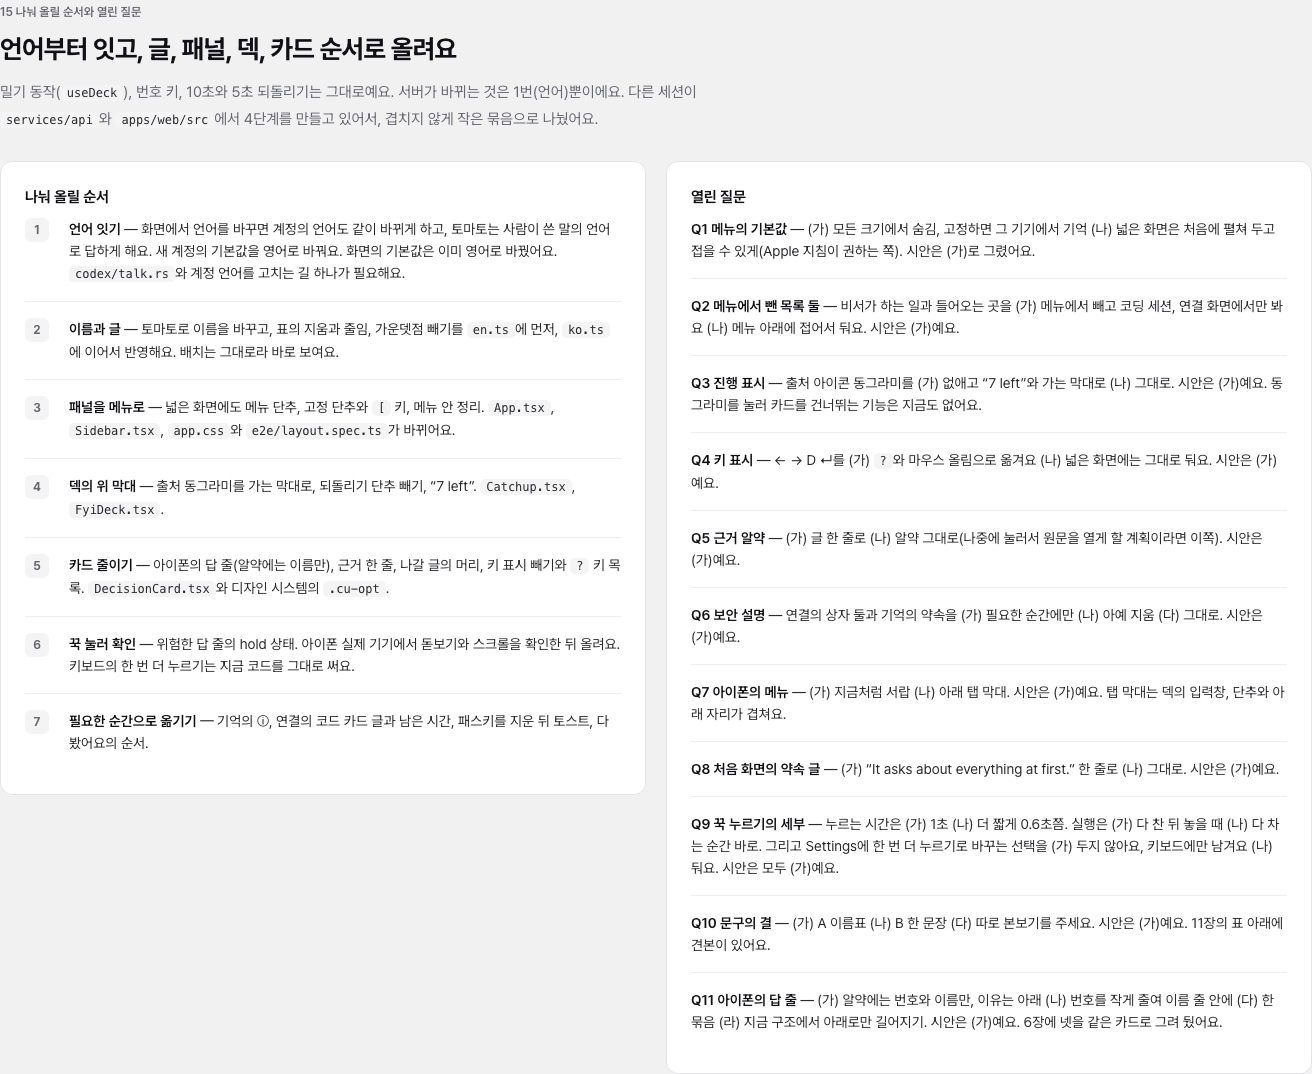 15 나눠 올릴 순서와 열린 질문
언어부터 잇고, 글, 패널, 덱, 카드 순서로 올려요
밀기 동작( useDeck ), 번호 키, 10초와 5초 되돌리기는 그대로예요. 서버가 바뀌는 것은 1번(언어)뿐이에요. 다른 세션이
services/api 와 apps/web/src 에서 4단계를 만들고 있어서, 겹치지 않게 작은 묶음으로 나눴어요.
나눠 올릴 순서
1 언어 잇기 — 화면에서 언어를 바꾸면 계정의 언어도 같이 바뀌게 하고, 토마토는 사람이 쓴 말의 언어
로 답하게 해요. 새 계정의 기본값을 영어로 바꿔요. 화면의 기본값은 이미 영어로 바꿨어요.
codex/talk.rs 와 계정 언어를 고치는 길 하나가 필요해요.
2 이름과 글 — 토마토로 이름을 바꾸고, 표의 지움과 줄임, 가운뎃점 빼기를 en.ts 에 먼저, ko.ts
에 이어서 반영해요. 배치는 그대로라 바로 보여요.
3 패널을 메뉴로 — 넓은 화면에도 메뉴 단추, 고정 단추와 [ 키, 메뉴 안 정리. App.tsx ,
Sidebar.tsx , app.css 와 e2e/layout.spec.ts 가 바뀌어요.
4 덱의 위 막대 — 출처 동그라미를 가는 막대로, 되돌리기 단추 빼기, “7 left”. Catchup.tsx ,
FyiDeck.tsx .
5 카드 줄이기 — 아이폰의 답 줄(알약에는 이름만), 근거 한 줄, 나갈 글의 머리, 키 표시 빼기와 ? 키 목
록. DecisionCard.tsx 와 디자인 시스템의 .cu-opt .
6 꾹 눌러 확인 — 위험한 답 줄의 hold 상태. 아이폰 실제 기기에서 돋보기와 스크롤을 확인한 뒤 올려요.
키보드의 한 번 더 누르기는 지금 코드를 그대로 써요.
7 필요한 순간으로 옮기기 — 기억의 ⓘ, 연결의 코드 카드 글과 남은 시간, 패스키를 지운 뒤 토스트, 다
봤어요의 순서.
열린 질문
Q1 메뉴의 기본값 — (가) 모든 크기에서 숨김, 고정하면 그 기기에서 기억 (나) 넓은 화면은 처음에 펼쳐 두고
접을 수 있게(Apple 지침이 권하는 쪽). 시안은 (가)로 그렸어요.
Q2 메뉴에서 뺀 목록 둘 — 비서가 하는 일과 들어오는 곳을 (가) 메뉴에서 빼고 코딩 세션, 연결 화면에서만 봐
요 (나) 메뉴 아래에 접어서 둬요. 시안은 (가)예요.
Q3 진행 표시 — 출처 아이콘 동그라미를 (가) 없애고 “7 left”와 가는 막대로 (나) 그대로. 시안은 (가)예요. 동
그라미를 눌러 카드를 건너뛰는 기능은 지금도 없어요.
Q4 키 표시 — ← → D ↵를 (가) ? 와 마우스 올림으로 옮겨요 (나) 넓은 화면에는 그대로 둬요. 시안은 (가)
예요.
Q5 근거 알약 — (가) 글 한 줄로 (나) 알약 그대로(나중에 눌러서 원문을 열게 할 계획이라면 이쪽). 시안은
(가)예요.
Q6 보안 설명 — 연결의 상자 둘과 기억의 약속을 (가) 필요한 순간에만 (나) 아예 지움 (다) 그대로. 시안은
(가)예요.
Q7 아이폰의 메뉴 — (가) 지금처럼 서랍 (나) 아래 탭 막대. 시안은 (가)예요. 탭 막대는 덱의 입력창, 단추와 아
래 자리가 겹쳐요.
Q8 처음 화면의 약속 글 — (가) “It asks about everything at first.” 한 줄로 (나) 그대로. 시안은 (가)예요.
Q9 꾹 누르기의 세부 — 누르는 시간은 (가) 1초 (나) 더 짧게 0.6초쯤. 실행은 (가) 다 찬 뒤 놓을 때 (나) 다 차
는 순간 바로. 그리고 Settings에 한 번 더 누르기로 바꾸는 선택을 (가) 두지 않아요, 키보드에만 남겨요 (나)
둬요. 시안은 모두 (가)예요.
Q10 문구의 결 — (가) A 이름표 (나) B 한 문장 (다) 따로 본보기를 주세요. 시안은 (가)예요. 11장의 표 아래에
견본이 있어요.
Q11 아이폰의 답 줄 — (가) 알약에는 번호와 이름만, 이유는 아래 (나) 번호를 작게 줄여 이름 줄 안에 (다) 한
묶음 (라) 지금 구조에서 아래로만 길어지기. 시안은 (가)예요. 6장에 넷을 같은 카드로 그려 뒀어요.